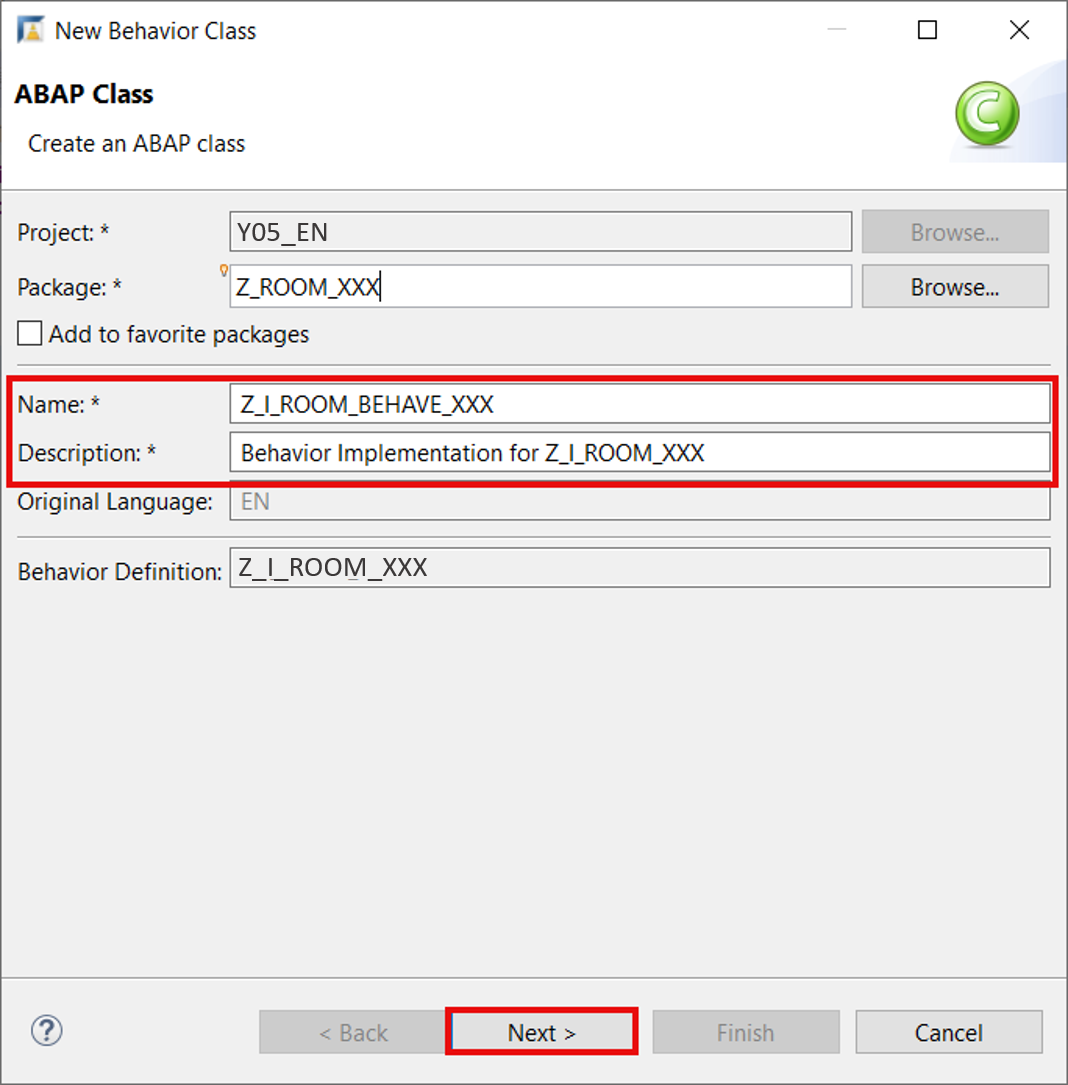 New Behavior Class
ABAP Class
Create an ABAP class
Project: * Y05_EN Browse...
Package: * Z_ROOM_XXX Browse...
Add to favorite packages
Name: * Z_I_ROOM_BEHAVE_XXX
Description: * Behavior Implementation for Z_I_ROOM_XXX
Original Language: EN
Behavior Definition: Z_I_ROOM_XXX
? < Back Next > Finish Cancel